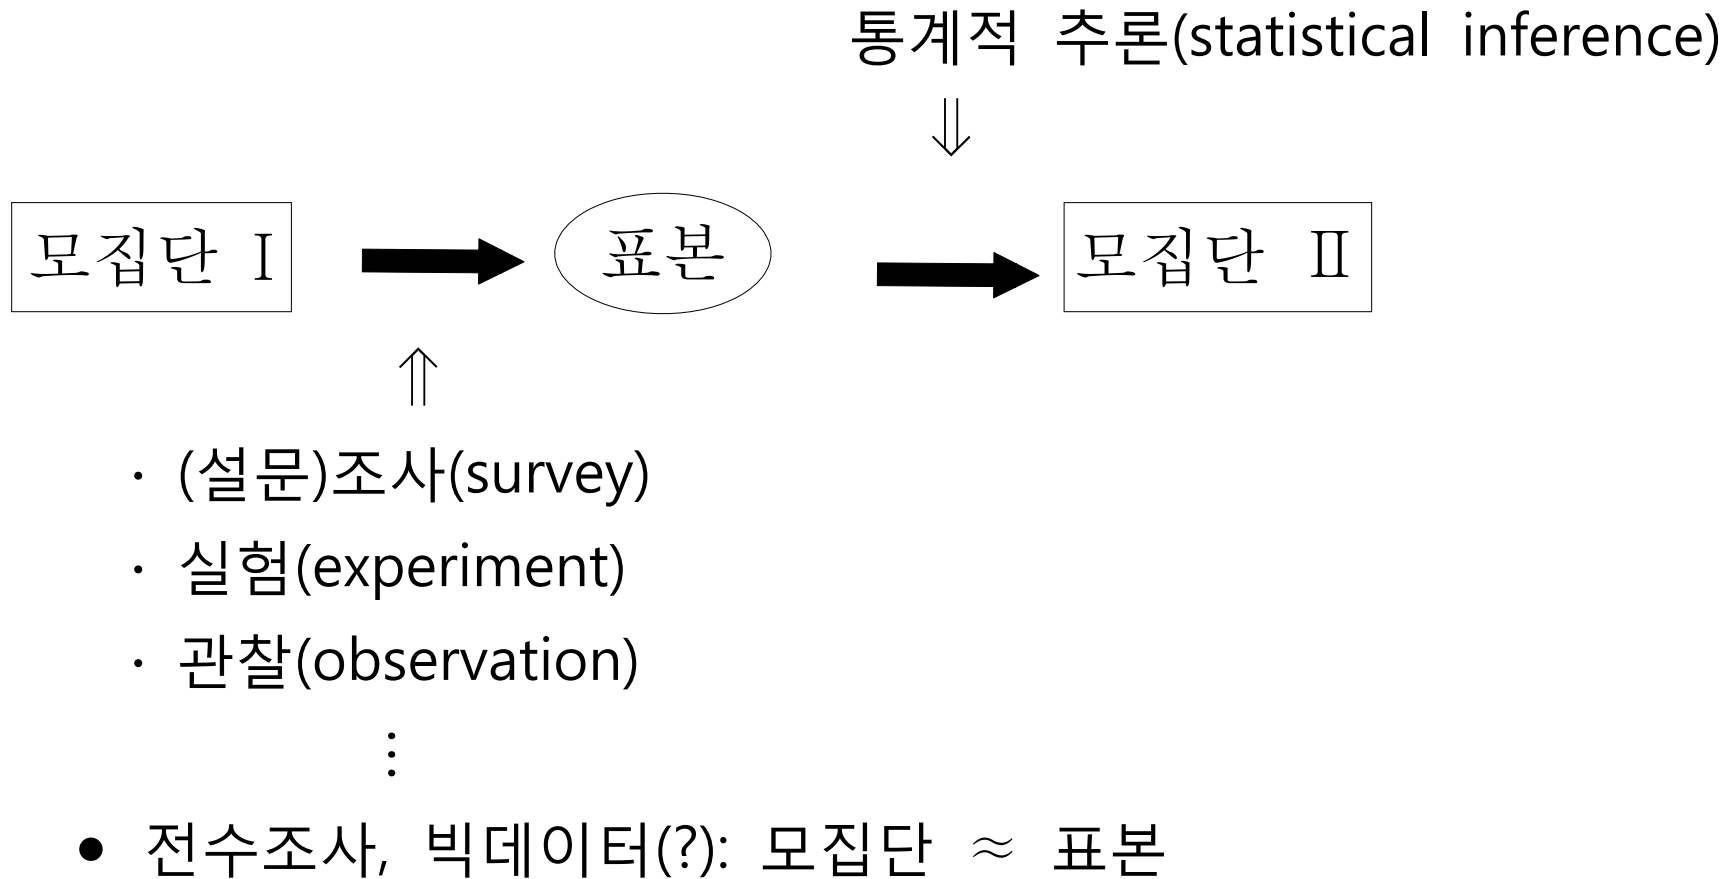 통계적 추론(statistical inference)
⇓
모집단 Ⅰ
표본
모집단 Ⅱ
⇑
· (설문)조사(survey)
· 실험(experiment)
· 관찰(observation)
⋮
● 전수조사, 빅데이터(?): 모집단 ≈ 표본